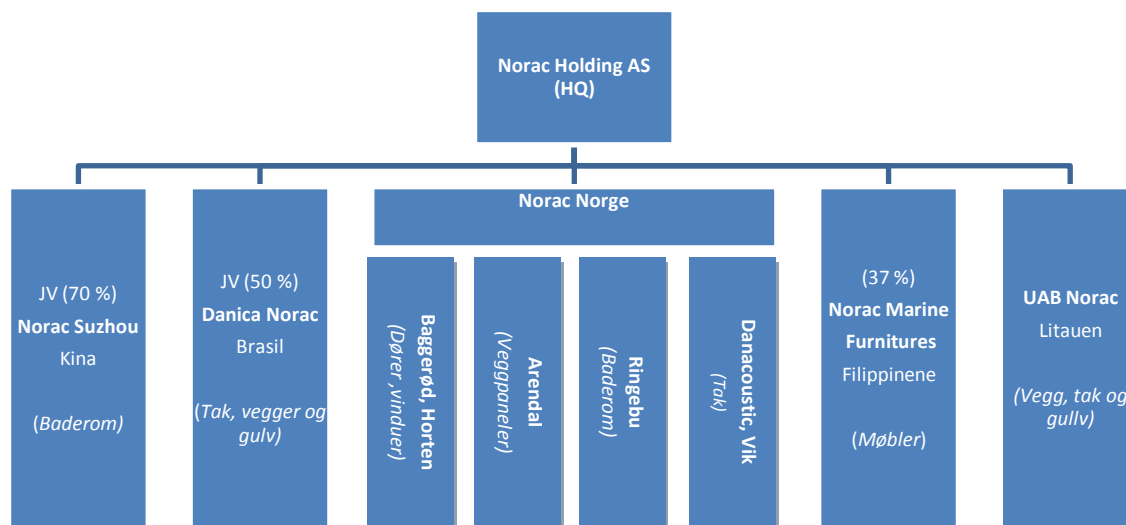 Norac Holding AS
(HQ)
JV (70 %)
Norac Suzhou
Kina
(Baderom)
JV (50 %)
Danica Norac
Brasil
(Tak, vegger og
gulv)
Norac Norge
Baggerød, Horten
(Dører ,vinduer)
Arendal
(Veggpaneler)
Ringebu
(Baderom)
Danacoustic, Vik
(Tak)
(37 %)
Norac Marine
Furnitures
Filippinene
(Møbler)
UAB Norac
Litauen
(Vegg, tak og
gullv)